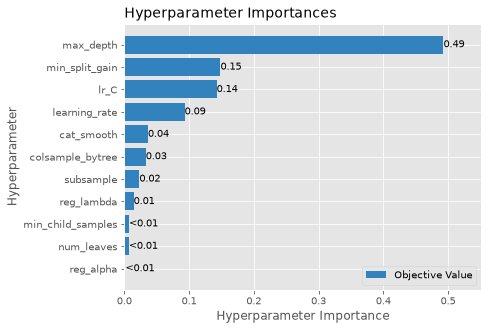 Hyperparameter Importances
Hyperparameter
max_depth 0.49
min_split_gain 0.15
lr_C 0.14
learning_rate 0.09
cat_smooth 0.04
colsample_bytree 0.03
subsample 0.02
reg_lambda 0.01
min_child_samples <0.01
num_leaves <0.01
reg_alpha <0.01
Objective Value
0.0 0.1 0.2 0.3 0.4 0.5
Hyperparameter Importance